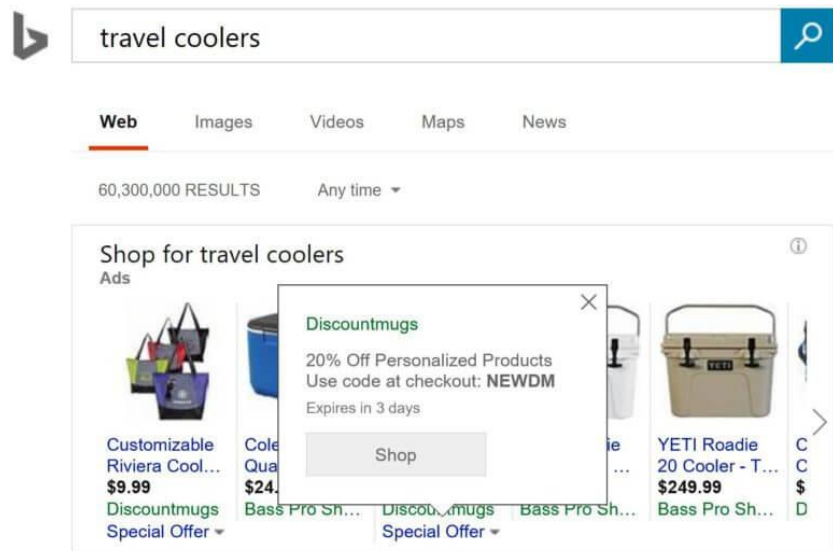 travel coolers
Web Images Videos Maps News
60,300,000 RESULTS Any time
Shop for travel coolers
Ads
Discountmugs
20% Off Personalized Products
Use code at checkout: NEWDM
Expires in 3 days
Shop
Customizable
Riviera Cool...
$9.99
Discountmugs
Special Offer
$24.
Bass Pro Sh...
Special Offer
...
Bass Pro Sh...
YETI
YETI Roadie
20 Cooler - T...
$249.99
Bass Pro Sh...